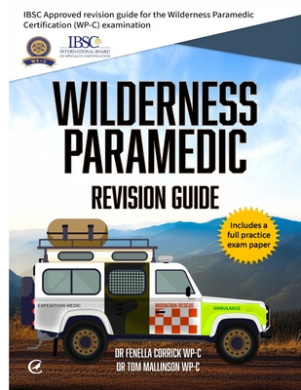 IBSC Approved revision guide for the Wilderness Paramedic
Certification (WP-C) examination
WP-C
IBSC
INTERNATIONAL BOARD
OF SPECIALTY CERTIFICATION
WILDERNESS
PARAMEDIC
REVISION GUIDE
Includes a
full practice
exam paper
EXPEDITION MEDIC
MOUNTAIN RESCUE
AMBULANCE
DR FENELLA CORRICK WP-C
DR TOM MALLINSON WP-C